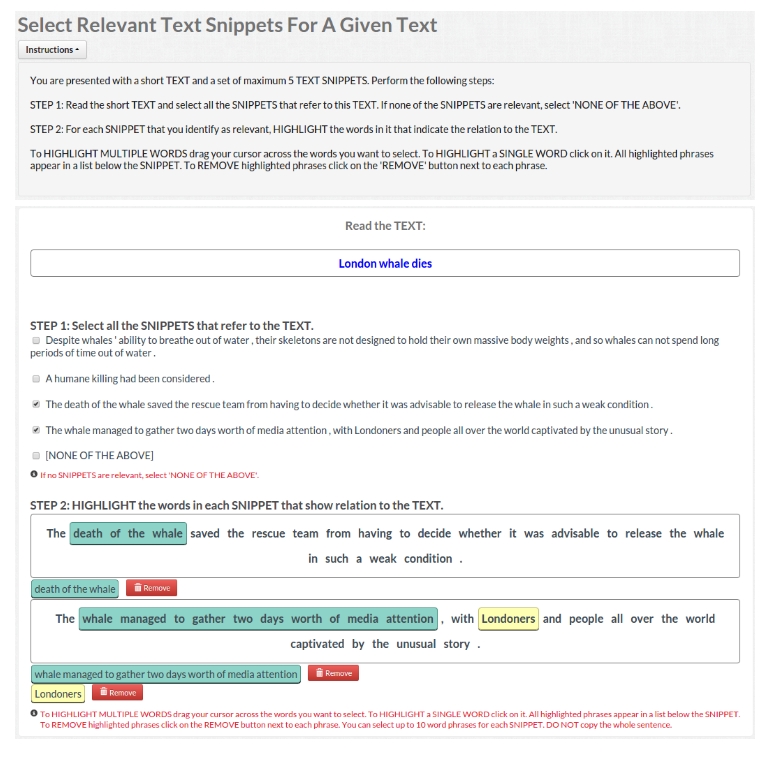 Select Relevant Text Snippets For A Given Text
Instructions
You are presented with a short TEXT and a set of maximum 5 TEXT SNIPPETS. Perform the following steps:
STEP 1: Read the short TEXT and select all the SNIPPETS that refer to this TEXT. If none of the SNIPPETS are relevant, select 'NONE OF THE ABOVE'.
STEP 2: For each SNIPPET that you identify as relevant, HIGHLIGHT the words in it that indicate the relation to the TEXT.
To HIGHLIGHT MULTIPLE WORDS drag your cursor across the words you want to select. To HIGHLIGHT a SINGLE WORD click on it. All highlighted phrases
appear in a list below the SNIPPET. To REMOVE highlighted phrases click on the 'REMOVE' button next to each phrase.
Read the TEXT:
London whale dies
STEP 1: Select all the SNIPPETS that refer to the TEXT.
Despite whales ' ability to breathe out of water , their skeletons are not designed to hold their own massive body weights , and so whales can not spend long
periods of time out of water .
A humane killing had been considered .
The death of the whale saved the rescue team from having to decide whether it was advisable to release the whale in such a weak condition .
The whale managed to gather two days worth of media attention , with Londoners and people all over the world captivated by the unusual story .
[NONE OF THE ABOVE]
If no SNIPPETS are relevant, select 'NONE OF THE ABOVE'.
STEP 2: HIGHLIGHT the words in each SNIPPET that show relation to the TEXT.
The death of the whale saved the rescue team from having to decide whether it was advisable to release the whale
in such a weak condition .
death of the whale Remove
The whale managed to gather two days worth of media attention , with Londoners and people all over the world
captivated by the unusual story .
whale managed to gather two days worth of media attention Remove
Londoners Remove
To HIGHLIGHT MULTIPLE WORDS drag your cursor across the words you want to select. To HIGHLIGHT a SINGLE WORD click on it. All highlighted phrases appear in a list below the SNIPPET.
To REMOVE highlighted phrases click on the REMOVE button next to each phrase. You can select up to 10 word phrases for each SNIPPET. DO NOT copy the whole sentence.